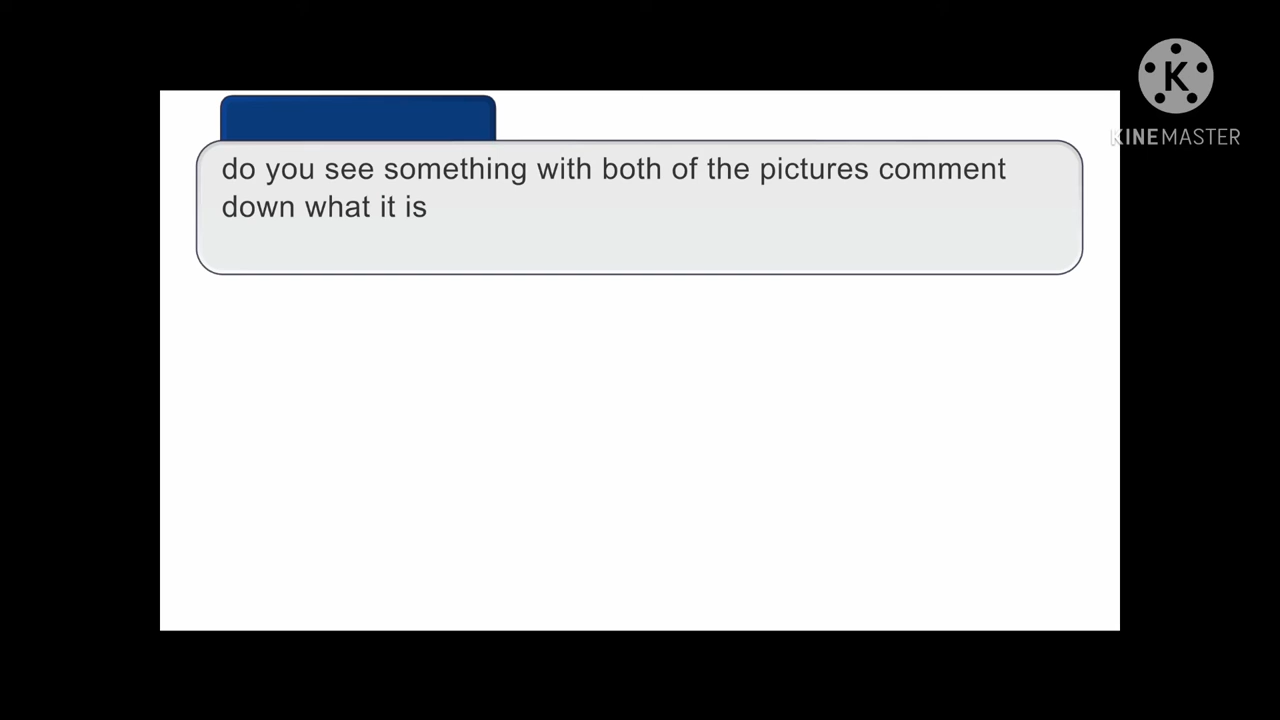 K
KINEMASTER
do you see something with both of the pictures comment
down what it is